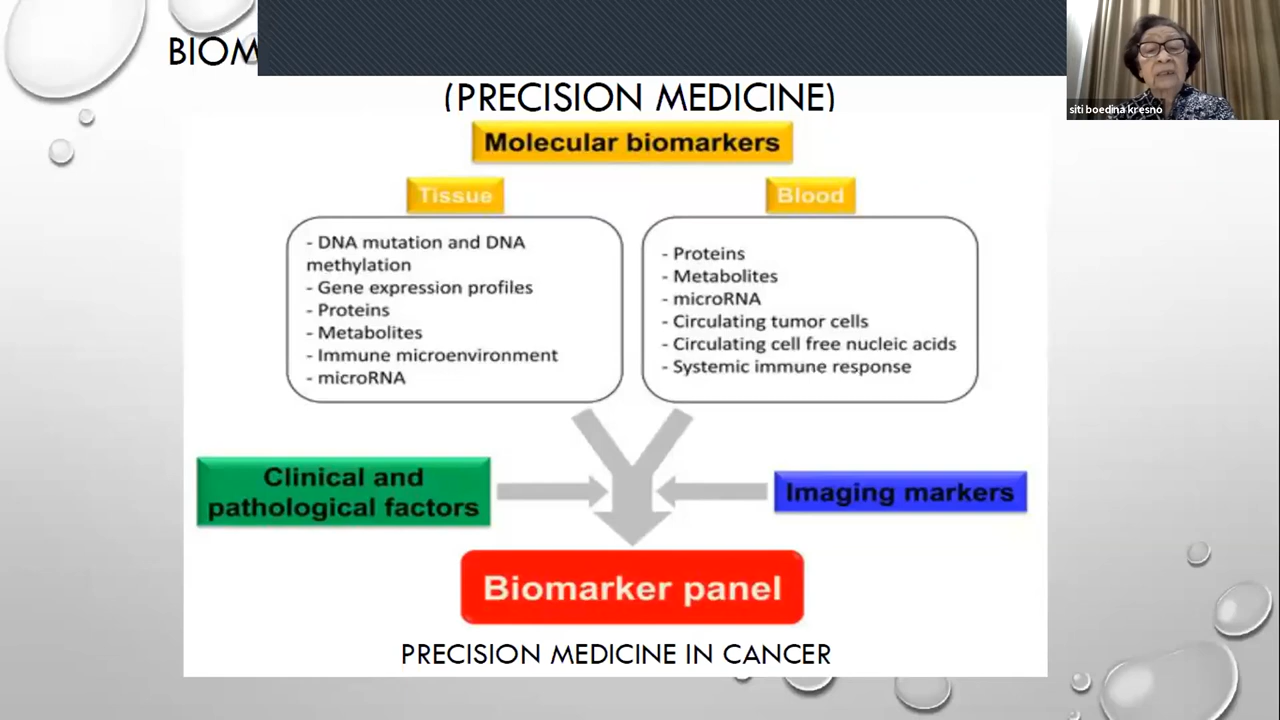 BIOM
(PRECISION MEDICINE)
siti boedina kresno
Molecular biomarkers
Tissue
Blood
- DNA mutation and DNA
methylation
- Gene expression profiles
- Proteins
- Metabolites
- Immune microenvironment
- microRNA
- Proteins
- Metabolites
- microRNA
- Circulating tumor cells
- Circulating cell free nucleic acids
- Systemic immune response
Clinical and
pathological factors
Imaging markers
Biomarker panel
PRECISION MEDICINE IN CANCER